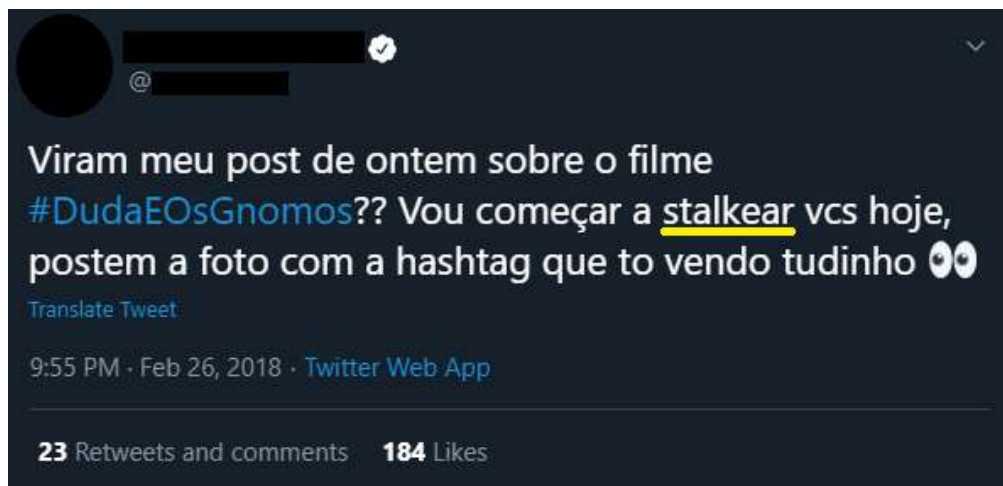 @
Viram meu post de ontem sobre o filme
#DudaEOsGnomos?? Vou começar a stalkear vcs hoje,
postem a foto com a hashtag que to vendo tudinho 👀
Translate Tweet
9:55 PM · Feb 26, 2018 · Twitter Web App
23 Retweets and comments 184 Likes